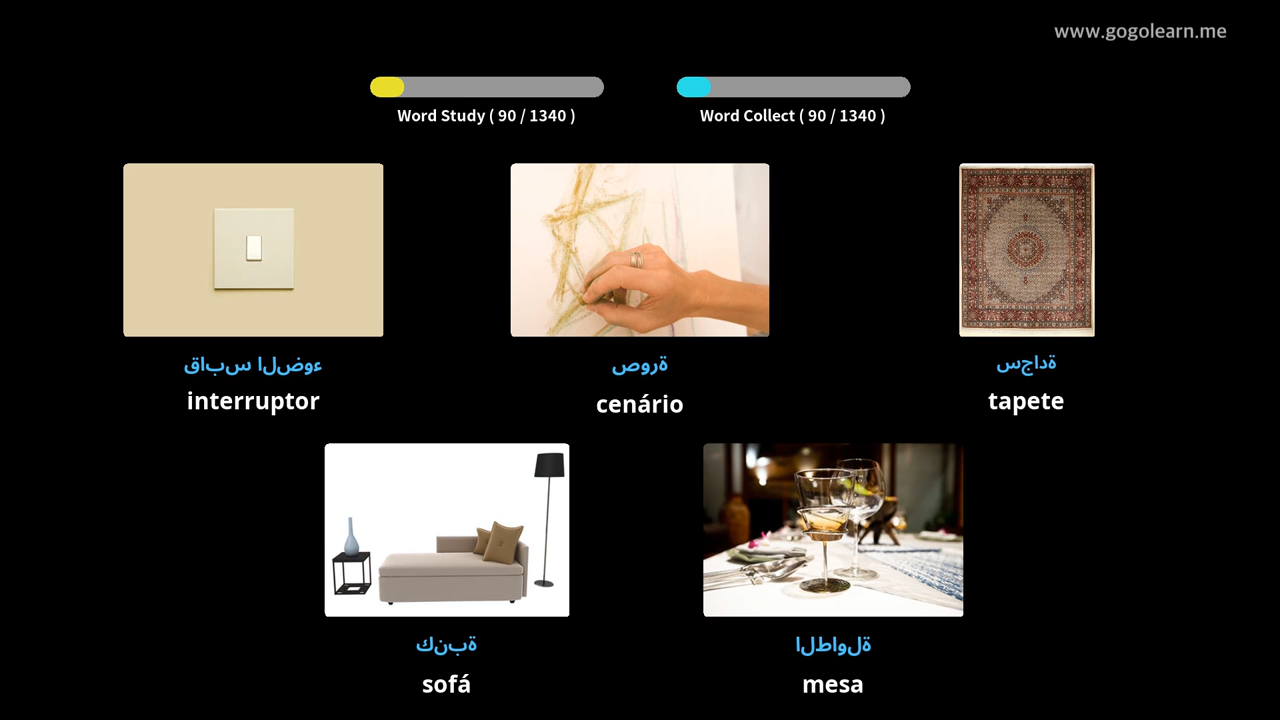 www.gogolearn.me
Word Study ( 90 / 1340 )
Word Collect ( 90 / 1340 )
قابس الضوء
interruptor
صورة
cenário
سجادة
tapete
كنبة
sofá
الطاولة
mesa